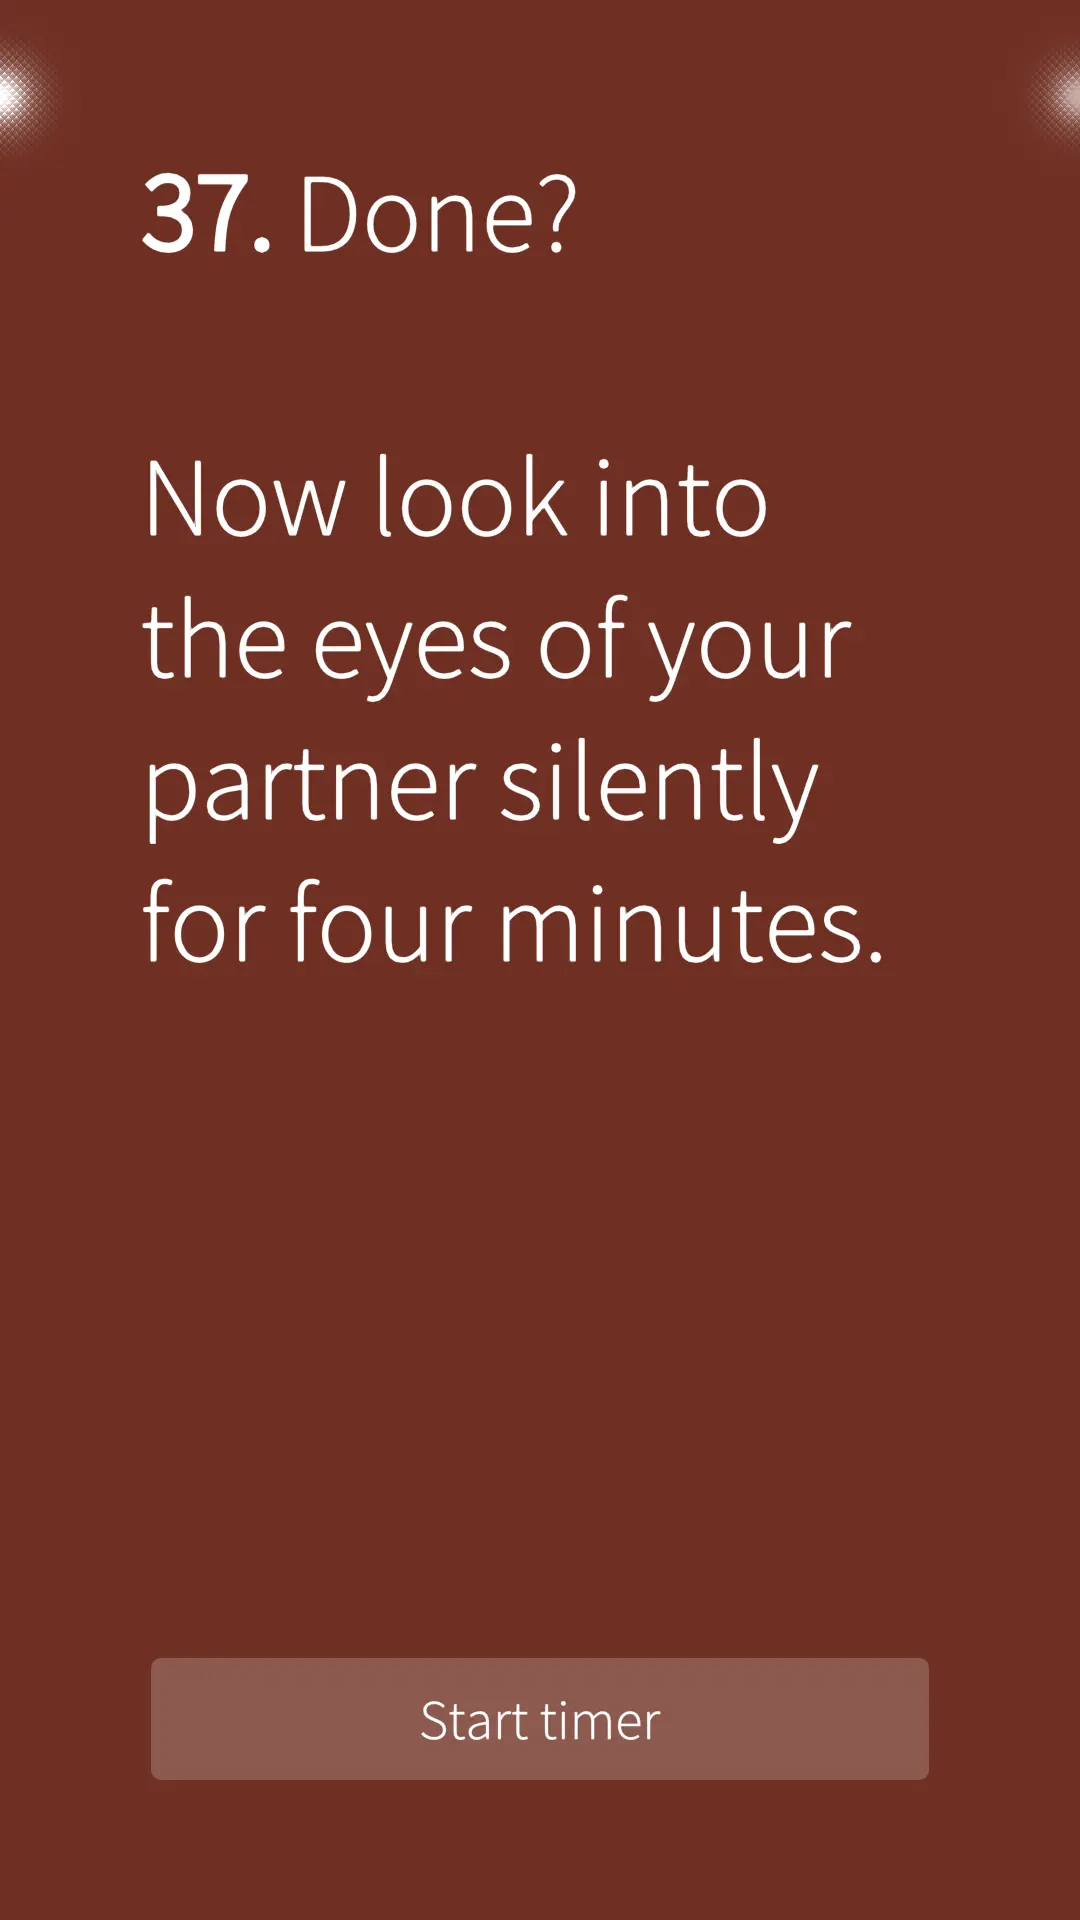 37. Done?
Now look into
the eyes of your
partner silently
for four minutes.
Start timer